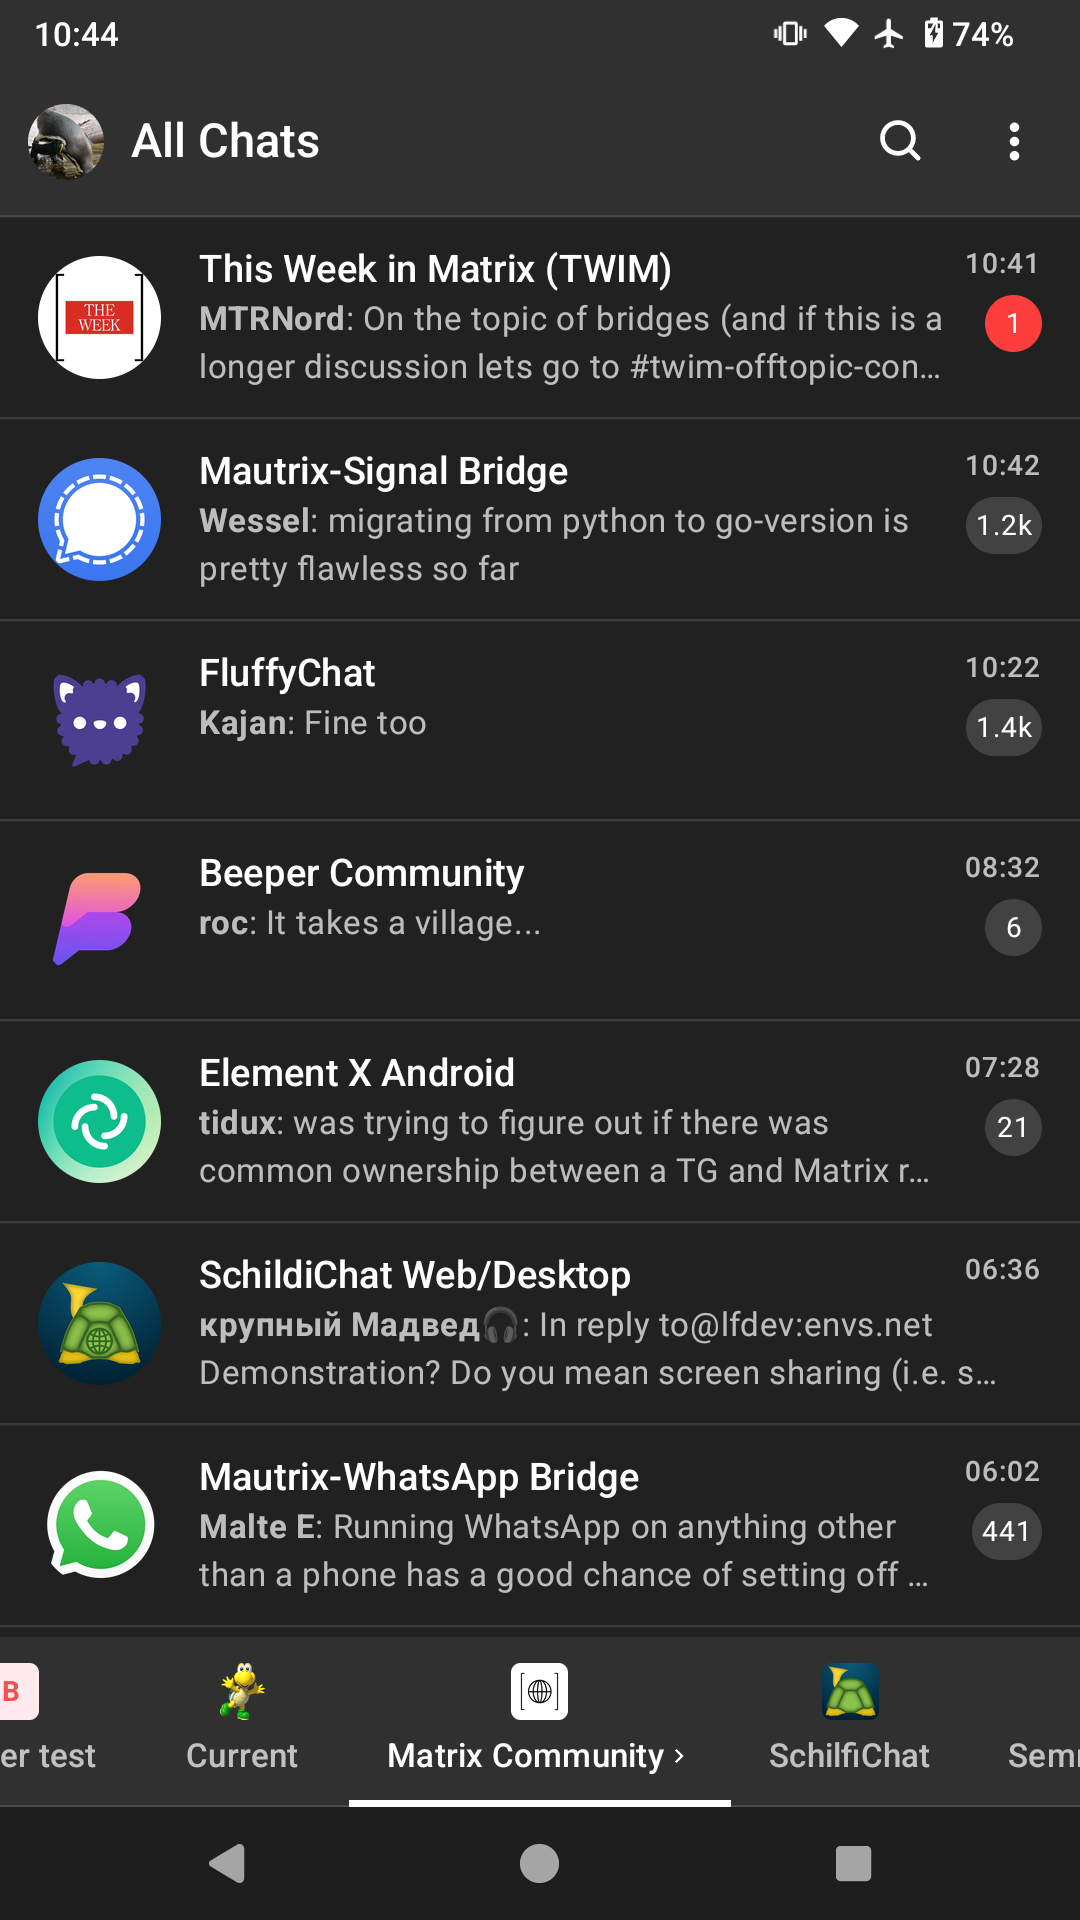 10:44
74%
All Chats
THE
WEEK
This Week in Matrix (TWIM)
10:41
MTRNord: On the topic of bridges (and if this is a
1
longer discussion lets go to #twim-offtopic-con…
Mautrix-Signal Bridge
10:42
Wessel: migrating from python to go-version is
1.2k
pretty flawless so far
FluffyChat
10:22
Kajan: Fine too
1.4k
Beeper Community
08:32
roc: It takes a village...
6
Element X Android
07:28
tidux: was trying to figure out if there was
21
common ownership between a TG and Matrix r…
SchildiChat Web/Desktop
06:36
крупный Мадвед🎧: In reply to@lfdev:envs.net
Demonstration? Do you mean screen sharing (i.e. s…
Mautrix-WhatsApp Bridge
06:02
Malte E: Running WhatsApp on anything other
441
than a phone has a good chance of setting off …
B
er test
Current
Matrix Community ›
SchilfiChat
Sem